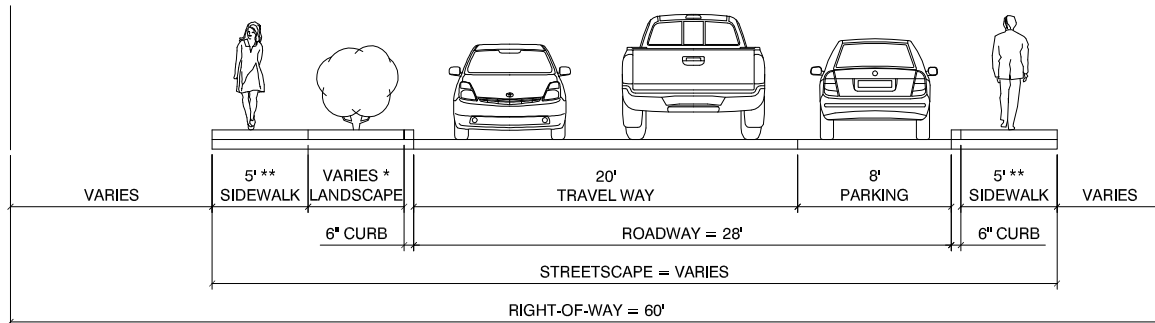 5' **
VARIES *
20'
8'
5' **
VARIES
SIDEWALK
LANDSCAPE
TRAVEL WAY
PARKING
SIDEWALK
VARIES
6" CURB
ROADWAY = 28'
6" CURB
STREETSCAPE = VARIES
RIGHT-OF-WAY = 60'